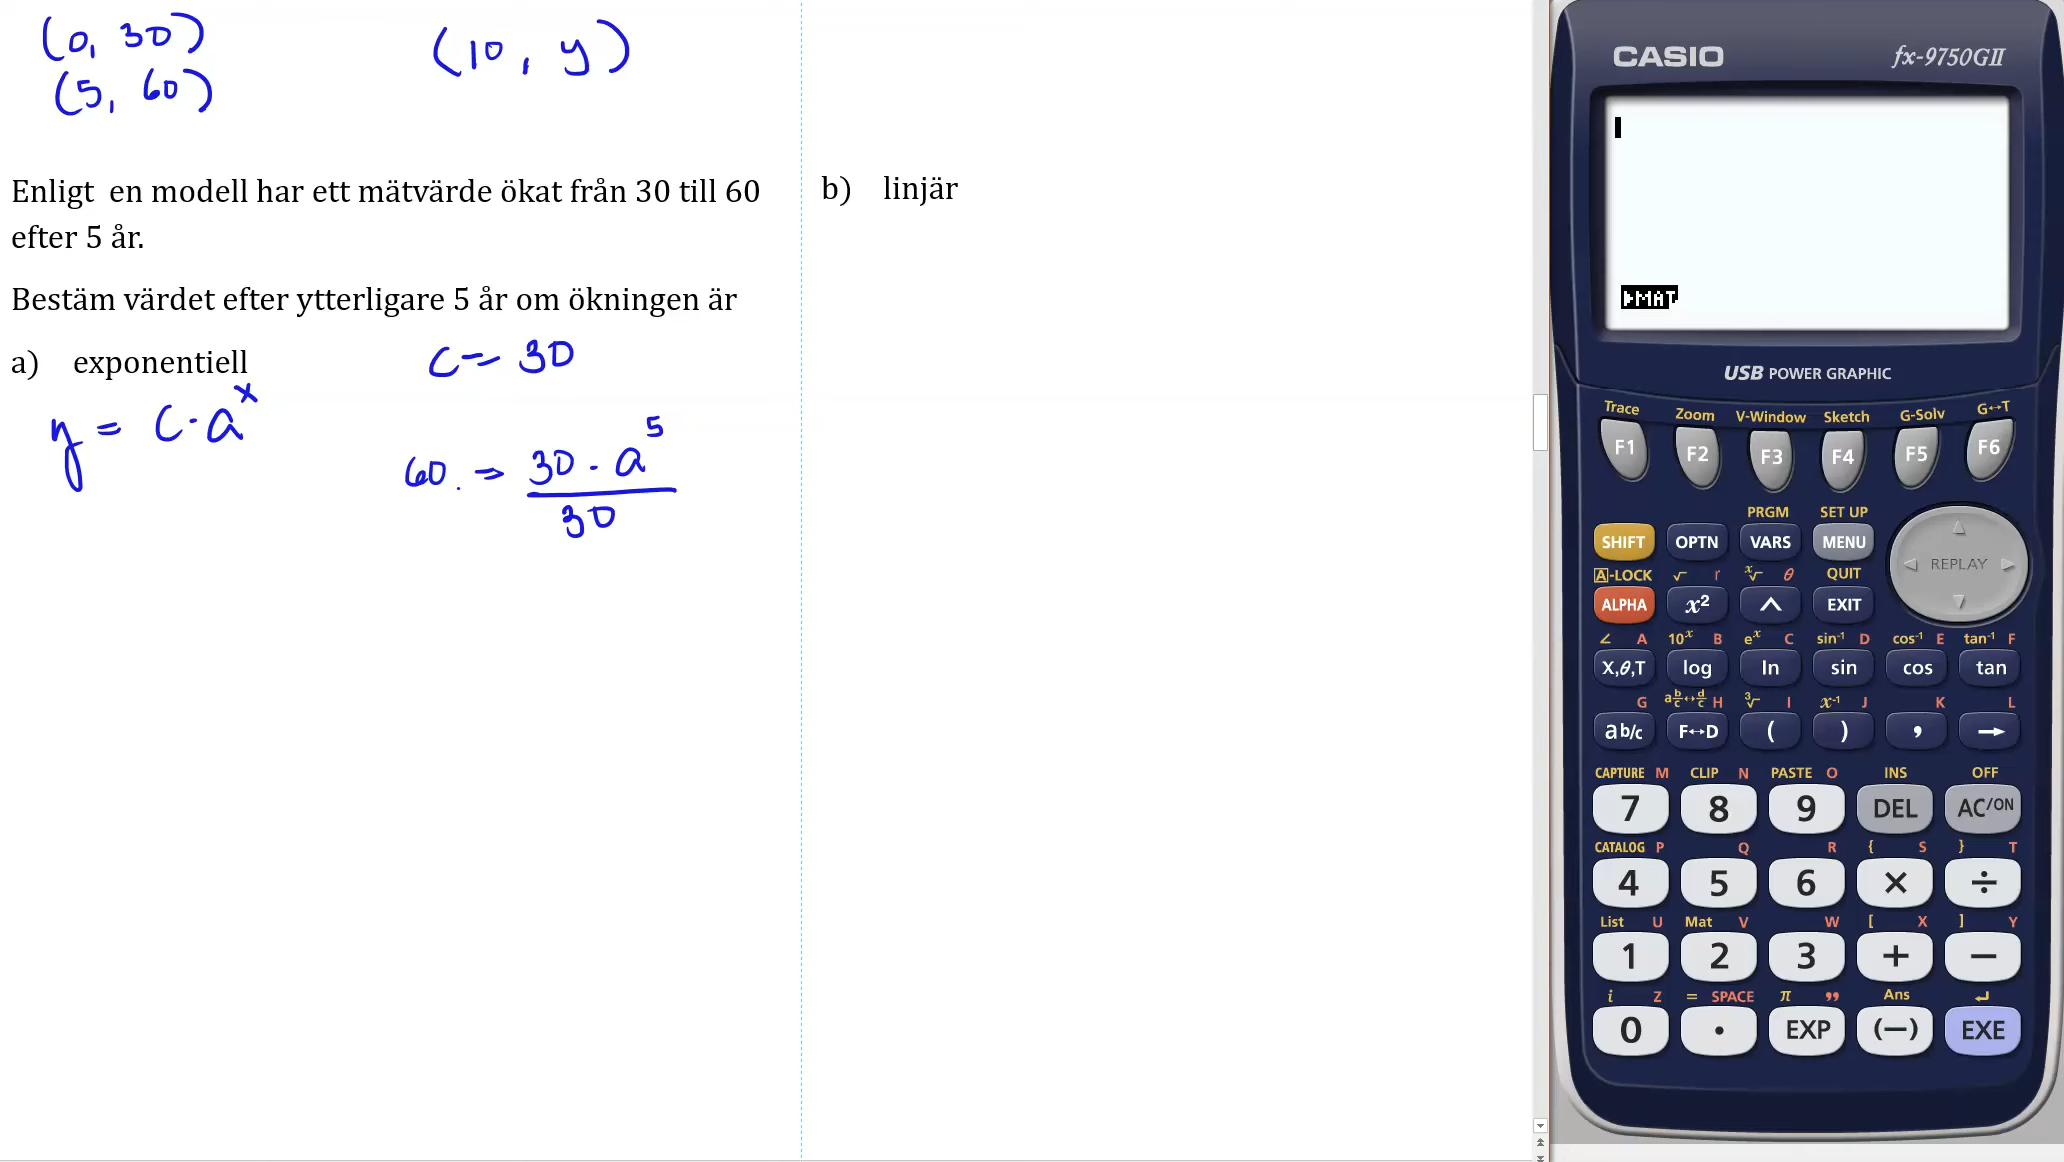 (0, 30)
(5, 60)
(10, y)
Enligt en modell har ett mätvärde ökat från 30 till 60
efter 5 år.
Bestäm värdet efter ytterligare 5 år om ökningen är
a) exponentiell
C = 30
y = C · a^x
60 = 30 · a^5
30
b) linjär
CASIO fx-9750GII
▶MAT
USB POWER GRAPHIC
Trace Zoom V-Window Sketch G-Solv G↔T
F1 F2 F3 F4 F5 F6
PRGM SET UP
SHIFT OPTN VARS MENU
REPLAY
A-LOCK √ r ˣ√ θ QUIT
ALPHA x² ^ EXIT
∠ A 10ˣ B eˣ C sin⁻¹ D cos⁻¹ E tan⁻¹ F
X,θ,T log ln sin cos tan
G a b/c↔d/c H ³√ I x⁻¹ J K L
a b/c F↔D ( ) , →
CAPTURE M CLIP N PASTE O INS OFF
7 8 9 DEL AC/ON
CATALOG P Q R { S } T
4 5 6 × ÷
List U Mat V W [ X ] Y
1 2 3 + −
i Z = SPACE π ” Ans ↵
0 • EXP (−) EXE